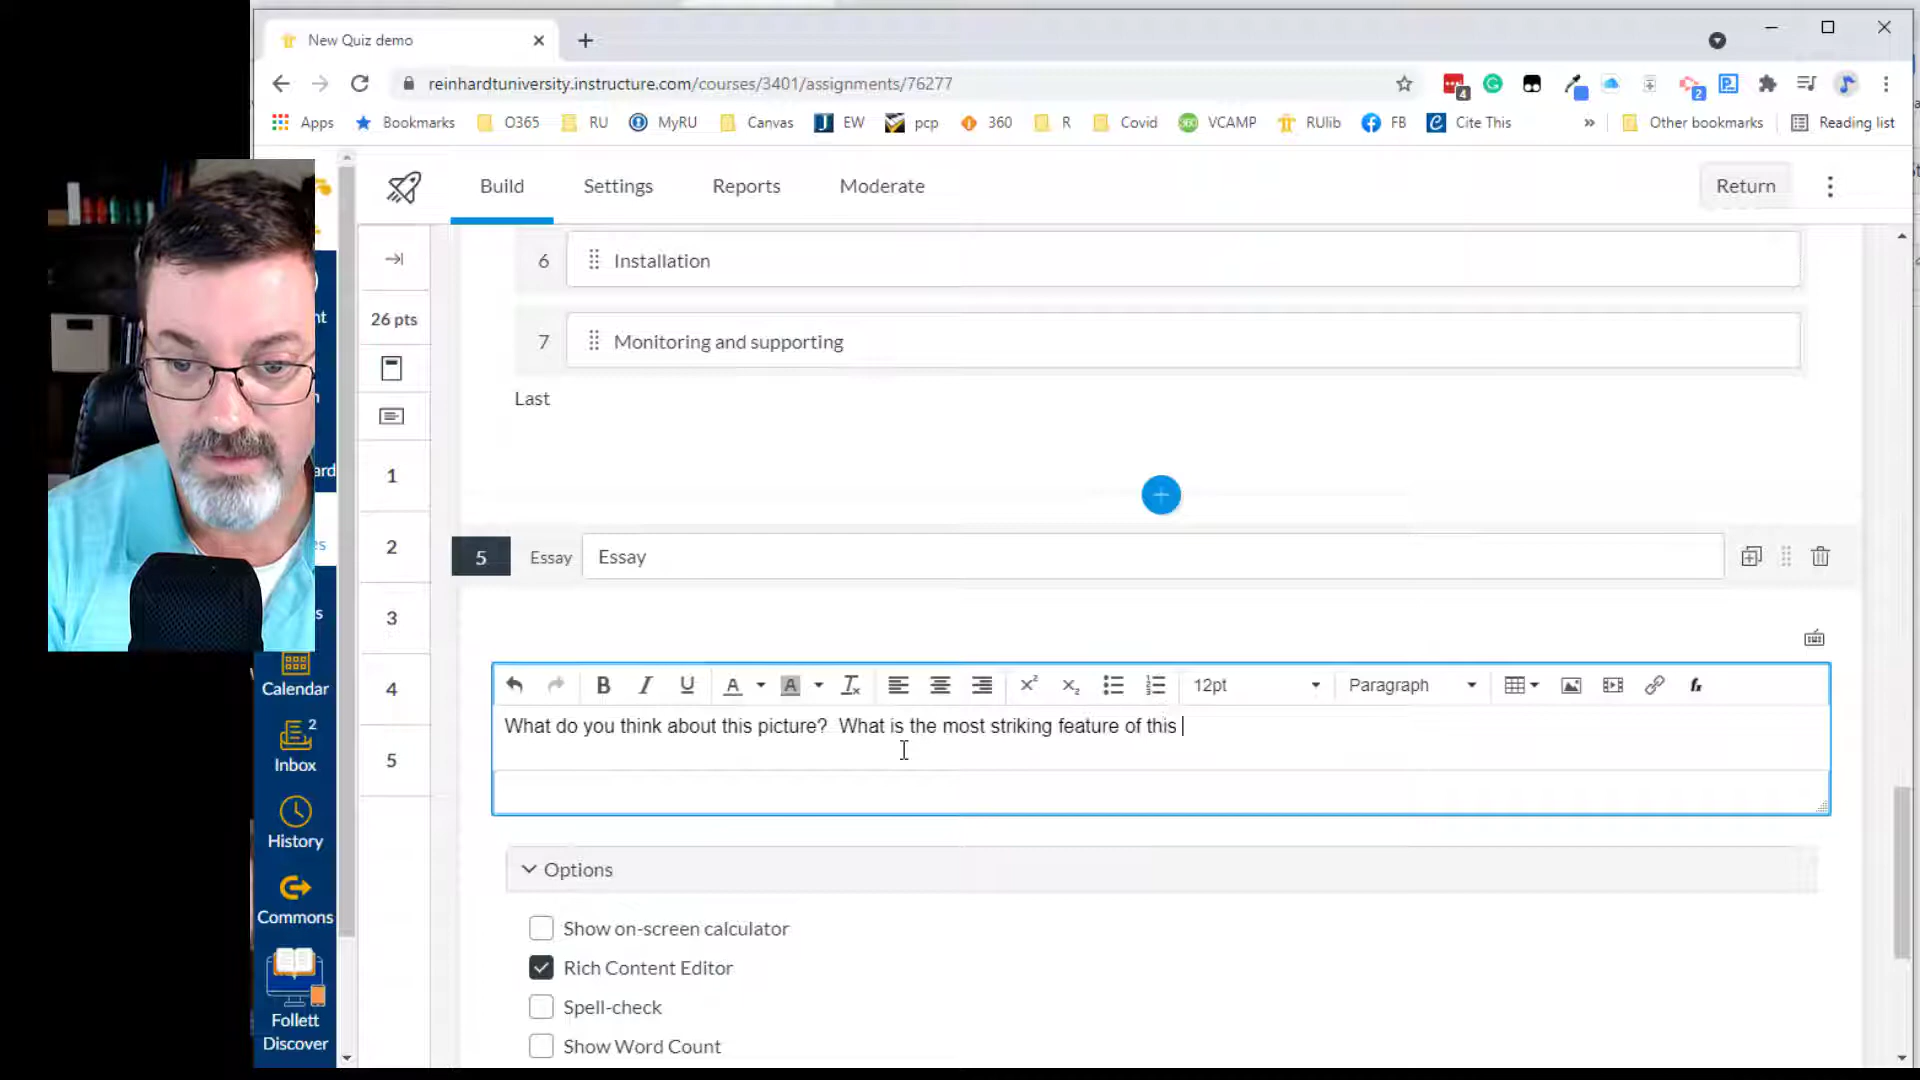 New Quiz demo
reinhardtuniversity.instructure.com/courses/3401/assignments/76277
4
2
Apps
Bookmarks
O365
RU
MyRU
Canvas
EW
pcp
360
R
Covid
VCAMP
RUlib
FB
Cite This
»
Other bookmarks
Reading list
Build
Settings
Reports
Moderate
Return
26 pts
6
Installation
7
Monitoring and supporting
Last
1
2
3
4
5
5
Essay
Essay
12pt
Paragraph
What do you think about this picture?  What is the most striking feature of this
Options
Show on-screen calculator
Rich Content Editor
Spell-check
Show Word Count
Calendar
2
Inbox
History
Commons
Follett
Discover